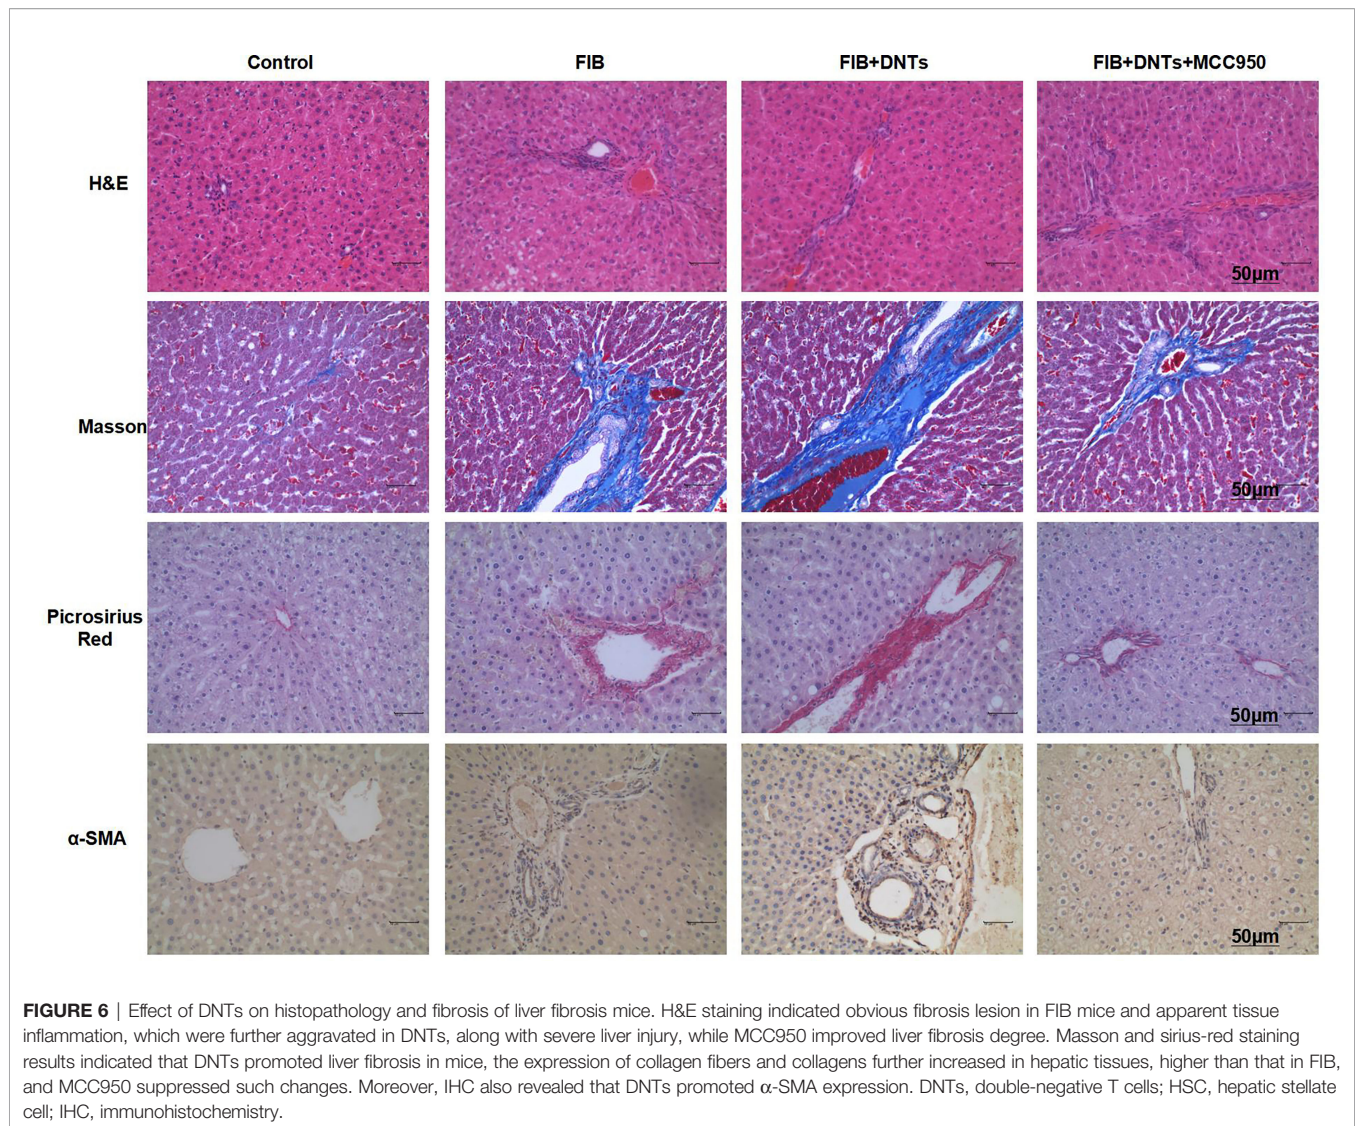 Control
FIB
FIB+DNTs
FIB+DNTs+MCC950
H&E
50μm
Masson
50μm
Picrosirius
Red
50μm
α-SMA
50μm
FIGURE 6 | Effect of DNTs on histopathology and fibrosis of liver fibrosis mice. H&E staining indicated obvious fibrosis lesion in FIB mice and apparent tissue
inflammation, which were further aggravated in DNTs, along with severe liver injury, while MCC950 improved liver fibrosis degree. Masson and sirius-red staining
results indicated that DNTs promoted liver fibrosis in mice, the expression of collagen fibers and collagens further increased in hepatic tissues, higher than that in FIB,
and MCC950 suppressed such changes. Moreover, IHC also revealed that DNTs promoted α-SMA expression. DNTs, double-negative T cells; HSC, hepatic stellate
cell; IHC, immunohistochemistry.